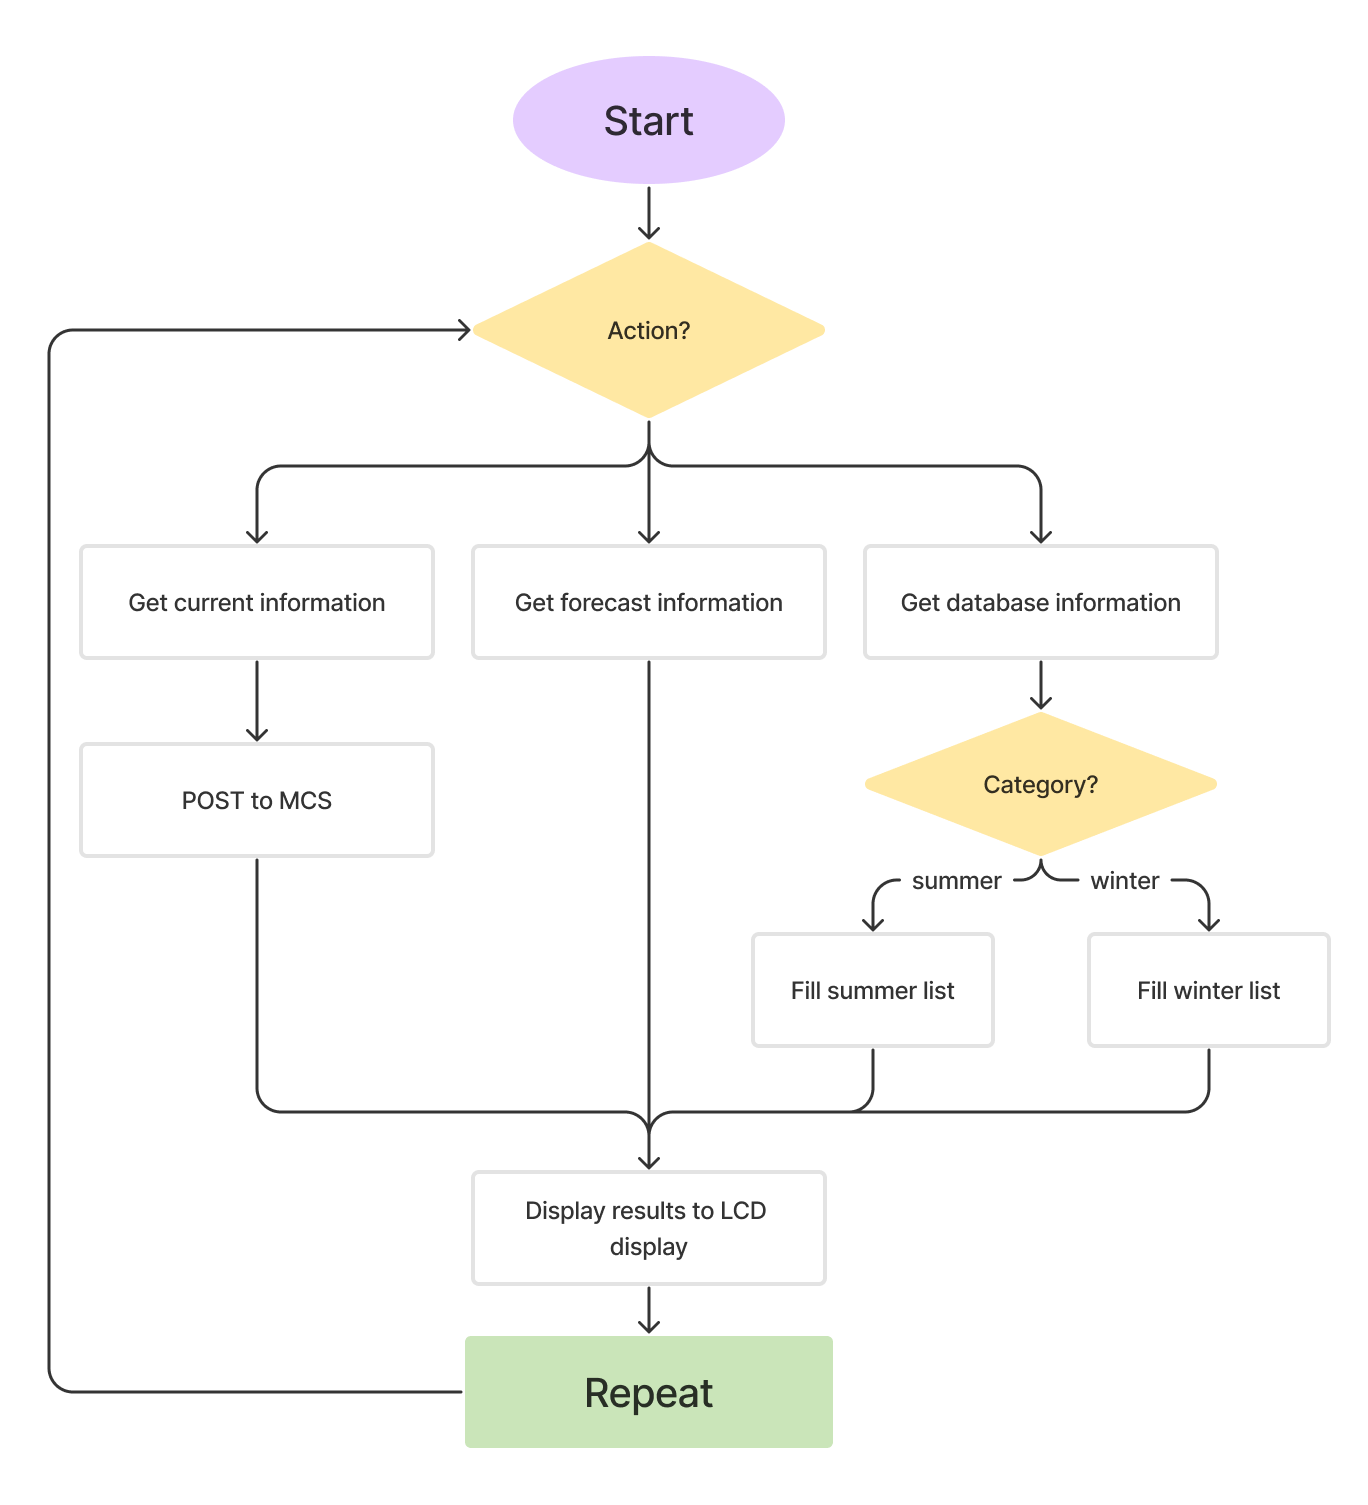 Start
Action?
Get current information
Get forecast information
Get database information
POST to MCS
Category?
summer
winter
Fill summer list
Fill winter list
Display results to LCD
display
Repeat